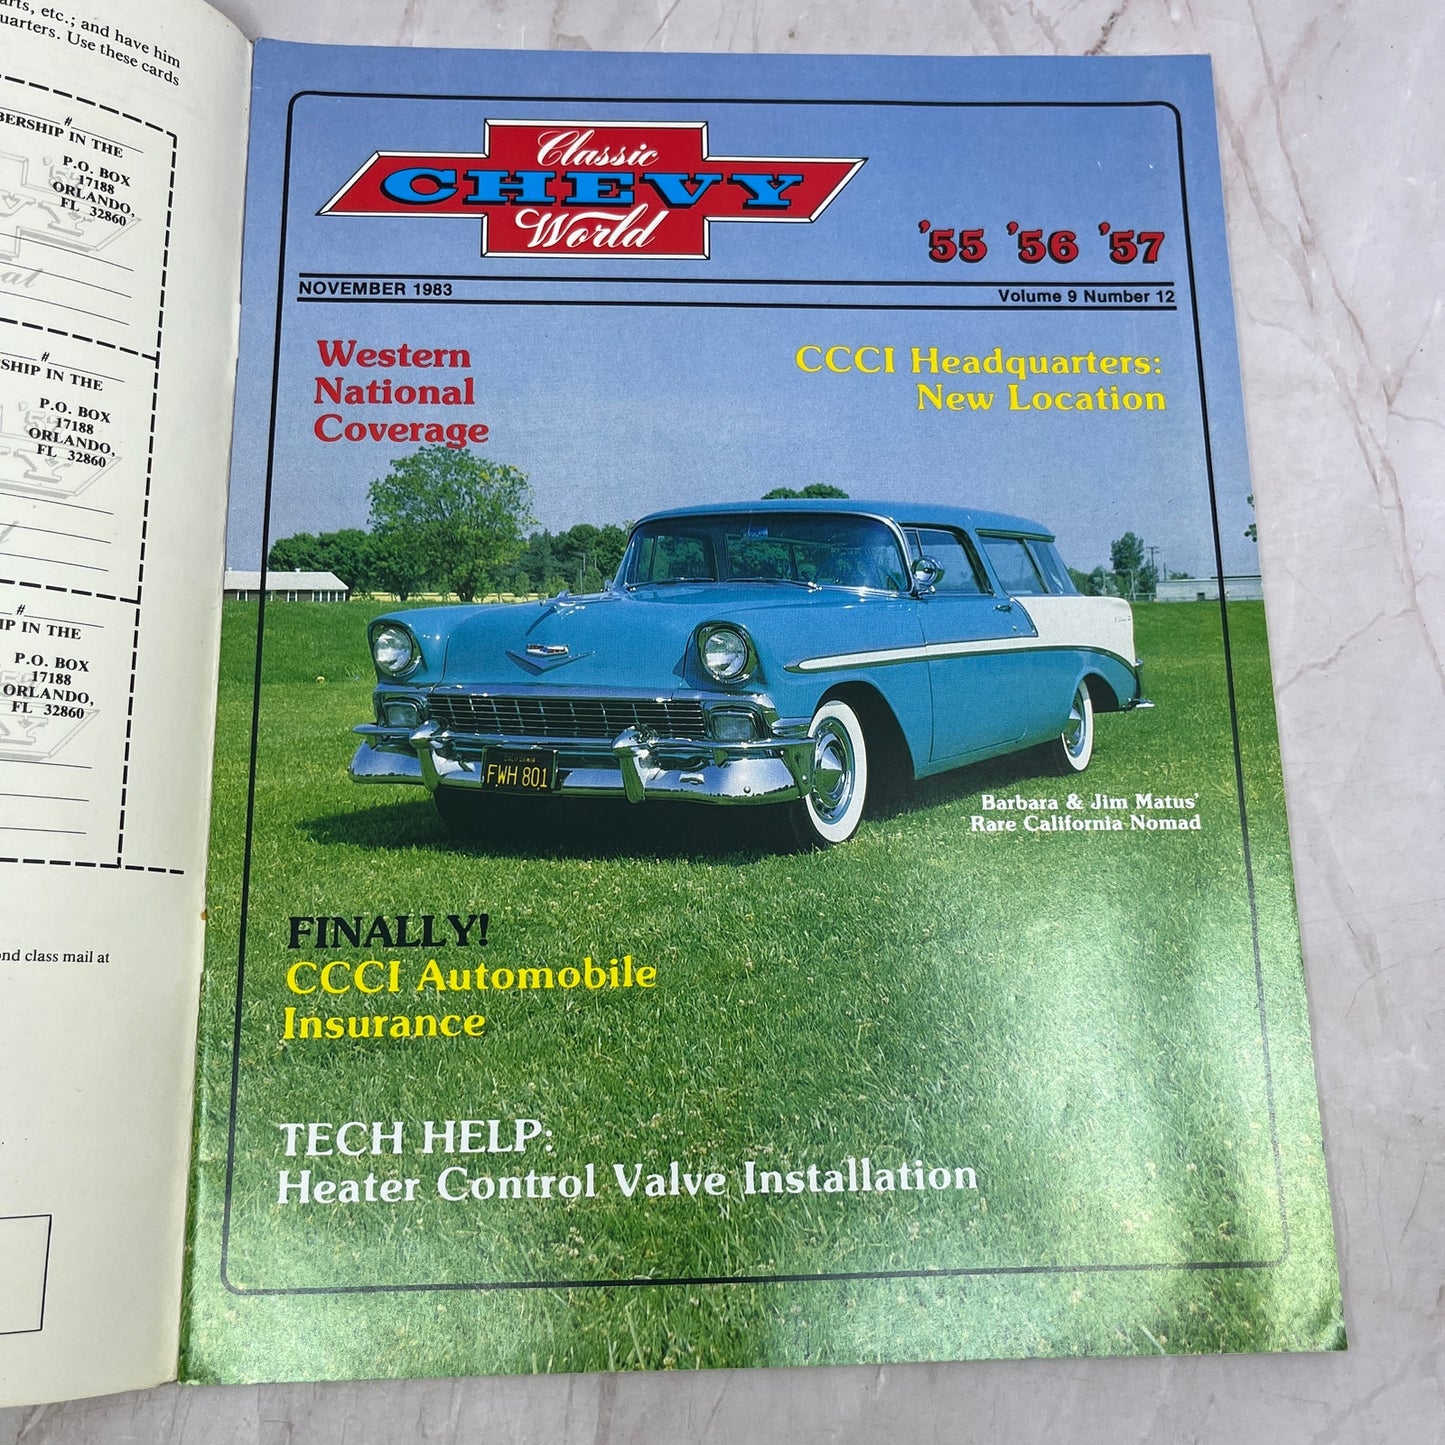 arts, etc.; and have him
uarters. Use these cards
#
BERSHIP IN THE
P.O. BOX
17188
ORLANDO,
FL 32860
#
SHIP IN THE
P.O. BOX
17188
ORLANDO,
FL 32860
#
IP IN THE
P.O. BOX
17188
ORLANDO,
FL 32860
nd class mail at
Classic
CHEVY
World
'55 '56 '57
NOVEMBER 1983
Volume 9 Number 12
Western
National
Coverage
CCCI Headquarters:
New Location
CALIFORNIA
FWH 801
Barbara & Jim Matus'
Rare California Nomad
FINALLY!
CCCI Automobile
Insurance
TECH HELP:
Heater Control Valve Installation